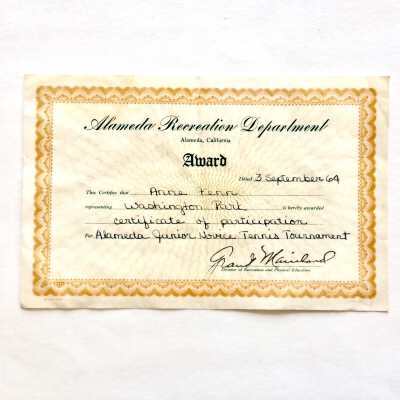 Alameda Recreation Department
Alameda, California
Award
Dated 3 September 64
This Certifies that Anne Fenn
representing Washington Park is hereby awarded
certificate of participation
For Alameda Junior Novice Tennis Tournament
Director of Recreation and Physical Education